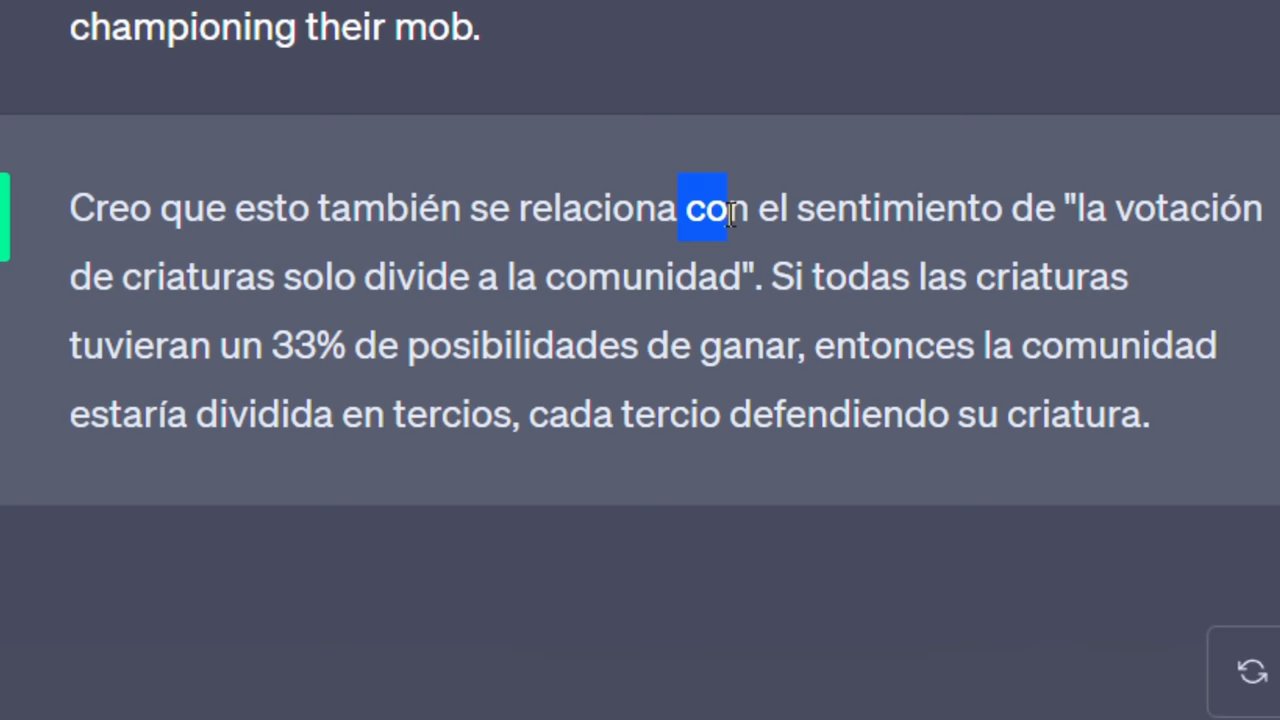 championing their mob.
Creo que esto también se relaciona con el sentimiento de "la votación
de criaturas solo divide a la comunidad". Si todas las criaturas
tuvieran un 33% de posibilidades de ganar, entonces la comunidad
estaría dividida en tercios, cada tercio defendiendo su criatura.